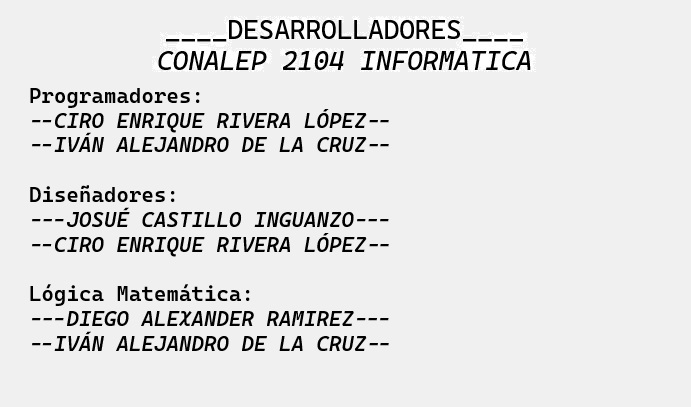 ____DESARROLLADORES____
CONALEP 2104 INFORMATICA
Programadores:
--CIRO ENRIQUE RIVERA LÓPEZ--
--IVÁN ALEJANDRO DE LA CRUZ--
Diseñadores:
---JOSUÉ CASTILLO INGUANZO---
--CIRO ENRIQUE RIVERA LÓPEZ--
Lógica Matemática:
---DIEGO ALEXANDER RAMIREZ---
--IVÁN ALEJANDRO DE LA CRUZ--